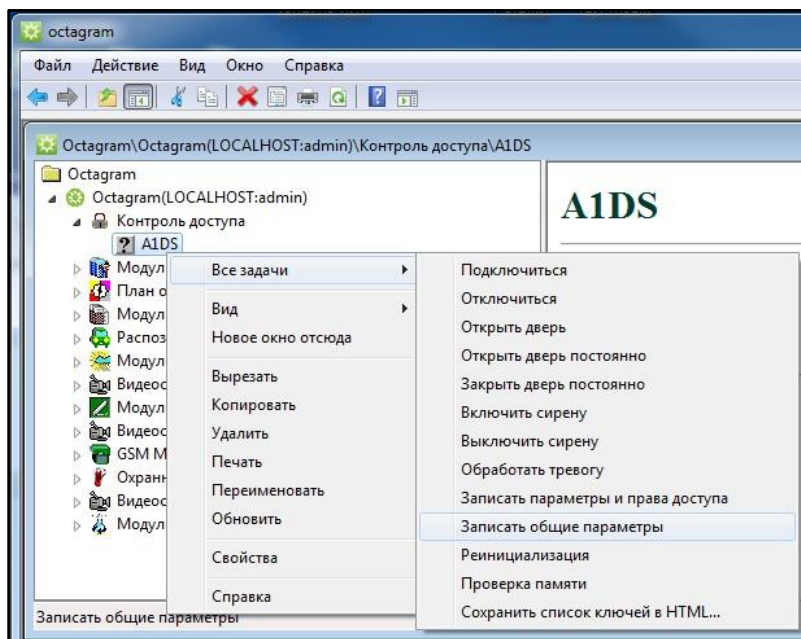 octagram
Файл Действие Вид Окно Справка
Octagram\Octagram(LOCALHOST:admin)\Контроль доступа\A1DS
Octagram
Octagram(LOCALHOST:admin)
Контроль доступа
A1DS
Модул
План о
Модул
Распоз
Модул
Видеос
Модул
Видеос
GSM М
Охранн
Видеос
Модул
Записать общие параметры
A1DS
Все задачи
Вид
Новое окно отсюда
Вырезать
Копировать
Удалить
Печать
Переименовать
Обновить
Свойства
Справка
Подключиться
Отключиться
Открыть дверь
Открыть дверь постоянно
Закрыть дверь постоянно
Включить сирену
Выключить сирену
Обработать тревогу
Записать параметры и права доступа
Записать общие параметры
Реинициализация
Проверка памяти
Сохранить список ключей в HTML...